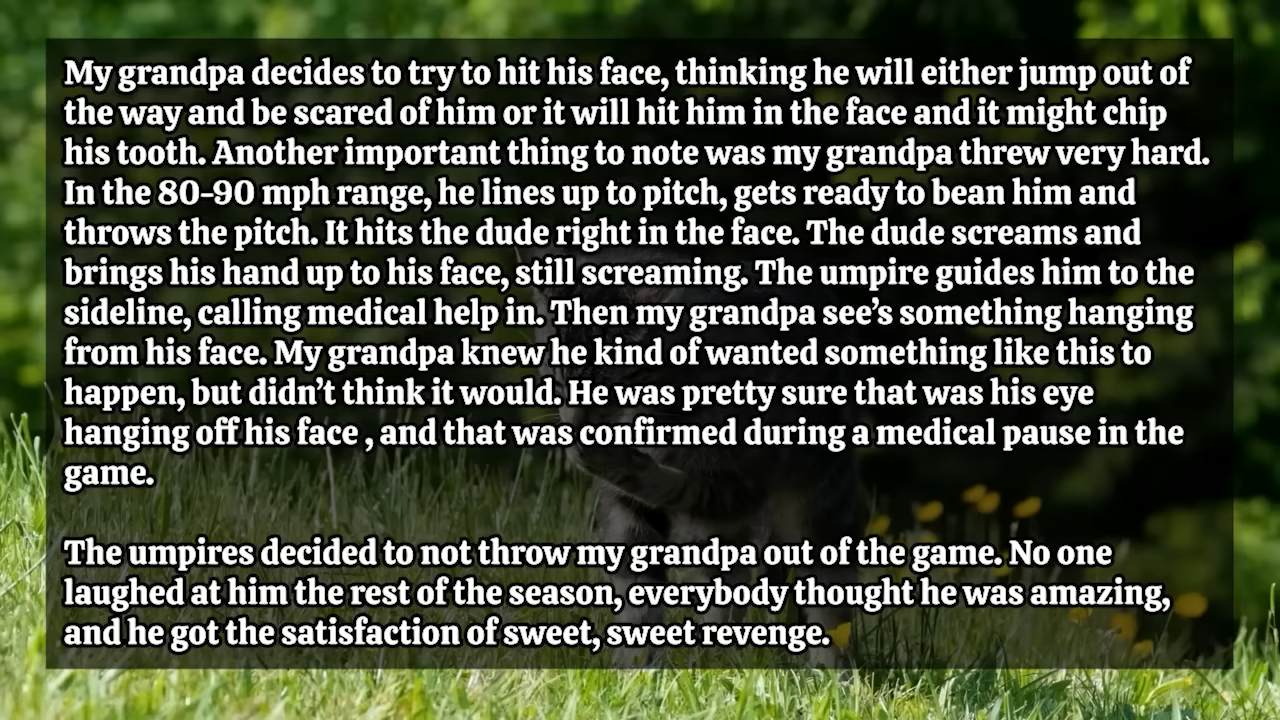 My grandpa decides to try to hit his face, thinking he will either jump out of
the way and be scared of him or it will hit him in the face and it might chip
his tooth. Another important thing to note was my grandpa threw very hard.
In the 80-90 mph range, he lines up to pitch, gets ready to bean him and
throws the pitch. It hits the dude right in the face. The dude screams and
brings his hand up to his face, still screaming. The umpire guides him to the
sideline, calling medical help in. Then my grandpa see’s something hanging
from his face. My grandpa knew he kind of wanted something like this to
happen, but didn’t think it would. He was pretty sure that was his eye
hanging off his face , and that was confirmed during a medical pause in the
game.
The umpires decided to not throw my grandpa out of the game. No one
laughed at him the rest of the season, everybody thought he was amazing,
and he got the satisfaction of sweet, sweet revenge.